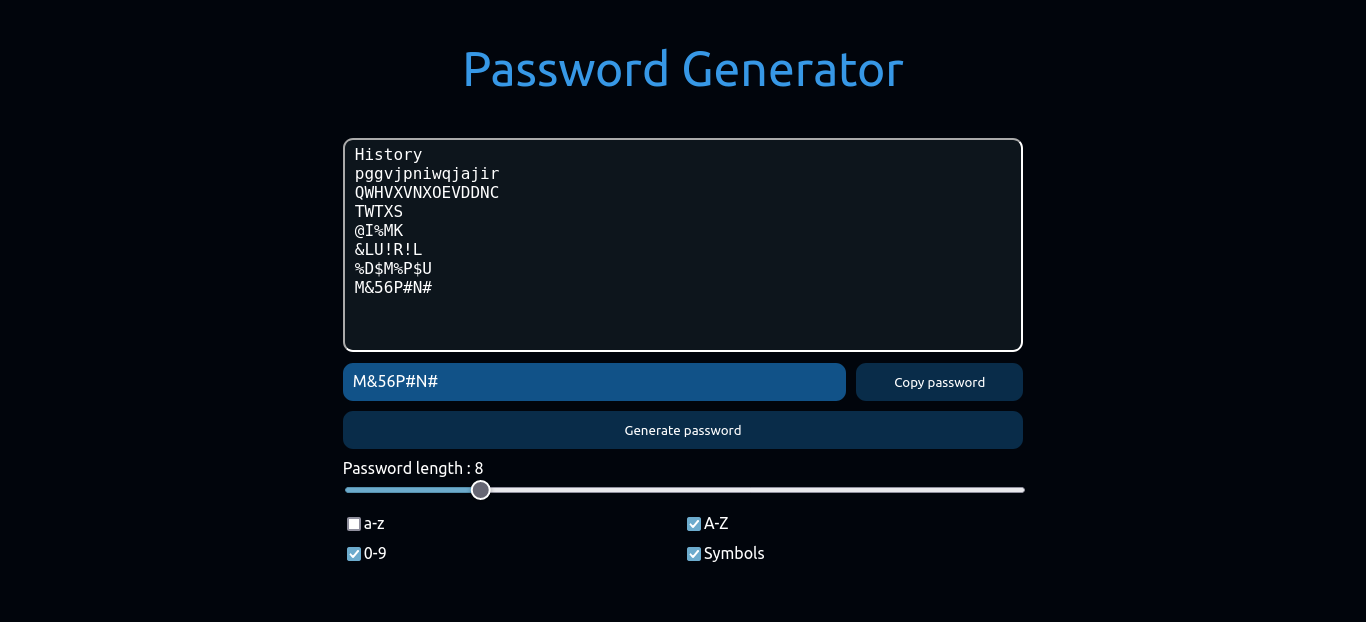 Password Generator
History
pggvjpniwqjajir
QWHVXVNXOEVDDNC
TWTXS
@I%MK
&LU!R!L
%D$M%P$U
M&56P#N#
M&56P#N#
Copy password
Generate password
Password length : 8
a-z
A-Z
0-9
Symbols